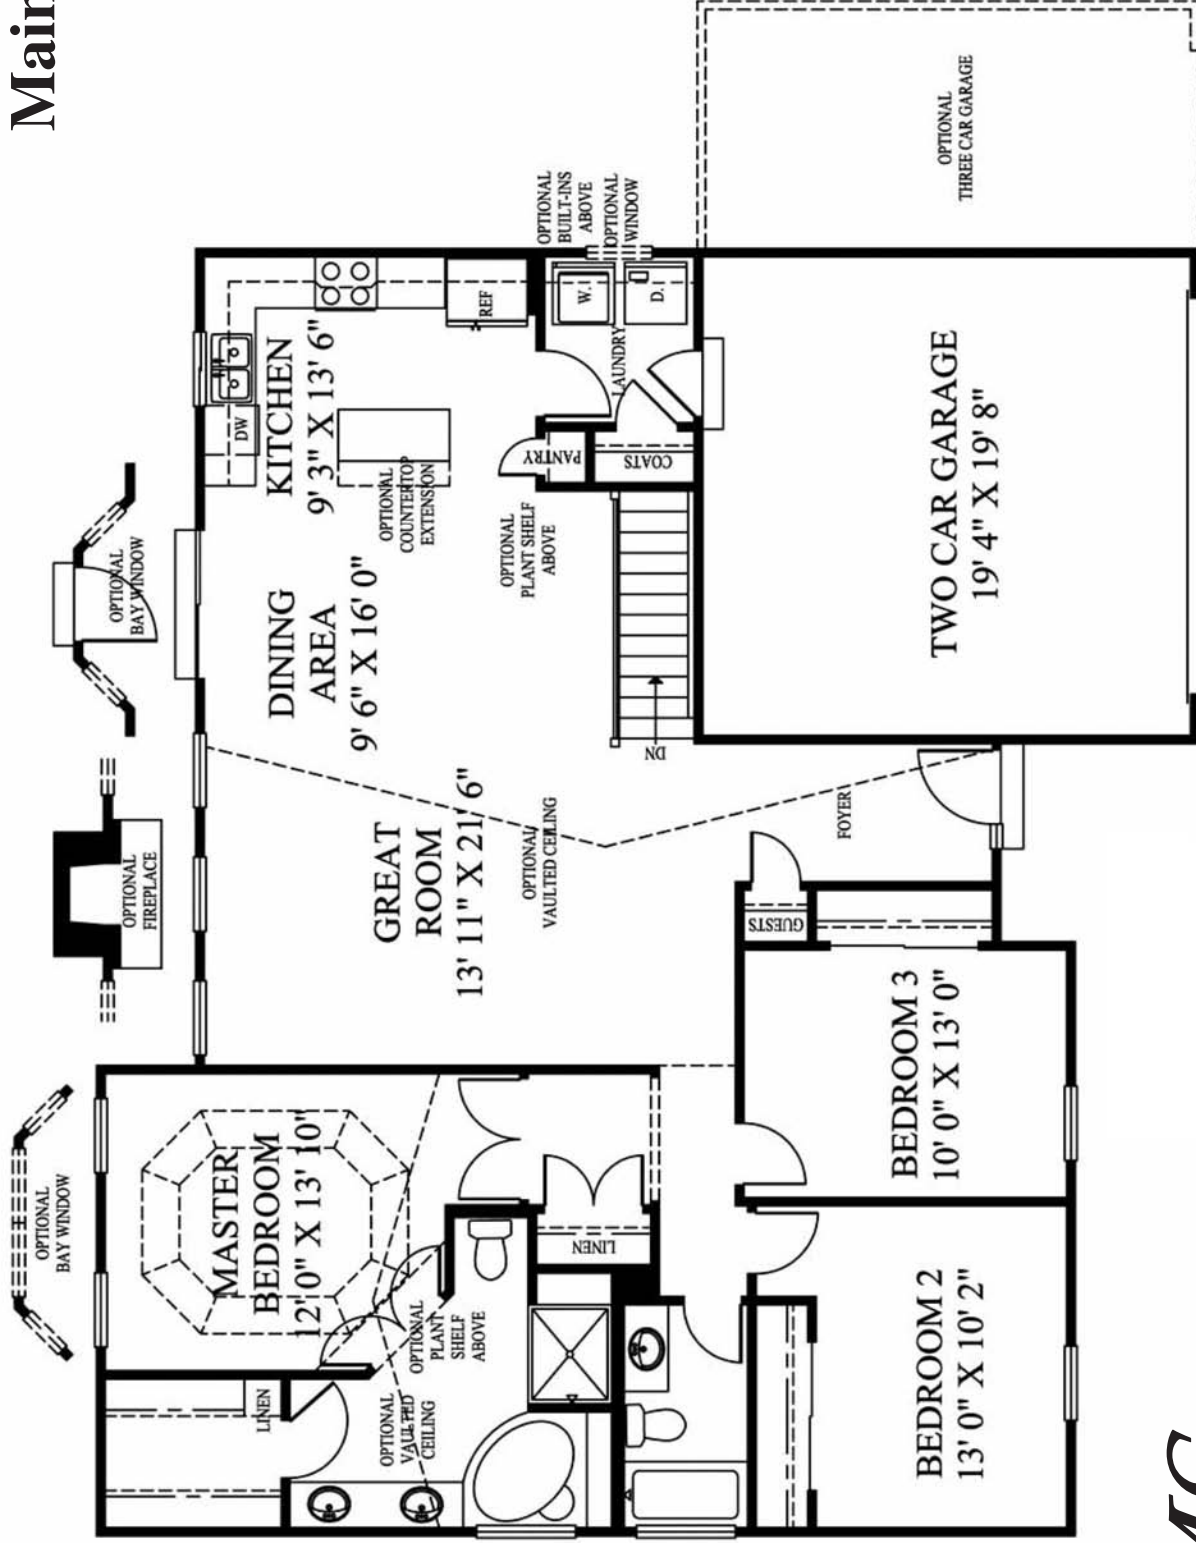 Main
OPTIONAL
BAY WINDOW
OPTIONAL
FIREPLACE
OPTIONAL
BAY WINDOW
MASTER
BEDROOM
12' 0" X 13' 10"
LINEN
OPTIONAL
VAULTED
CEILING
OPTIONAL
PLANT
SHELF
ABOVE
LINEN
GREAT
ROOM
13' 11" X 21' 6"
OPTIONAL
VAULTED CEILING
DINING
AREA
9' 6" X 16' 0"
KITCHEN
9' 3" X 13' 6"
DW
REF
OPTIONAL
COUNTERTOP
EXTENSION
OPTIONAL
PLANT SHELF
ABOVE
PANTRY
COATS
LAUNDRY
W.
D.
OPTIONAL
BUILT-INS
ABOVE
OPTIONAL
WINDOW
DN
FOYER
GUESTS
BEDROOM 2
13' 0" X 10' 2"
BEDROOM 3
10' 0" X 13' 0"
TWO CAR GARAGE
19' 4" X 19' 8"
OPTIONAL
THREE CAR GARAGE